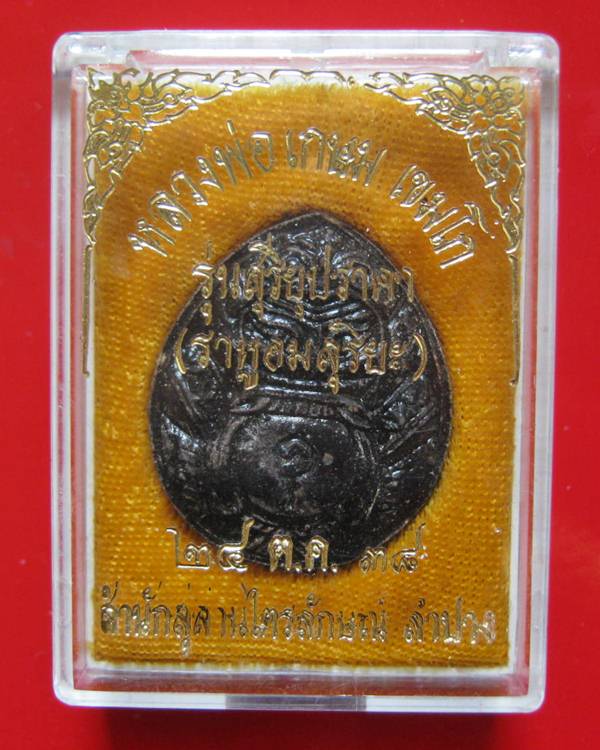 หลวงพ่อ เกษม เขมโก
รุ่นสุริยุปราคา
(ราหูอมสุริยะ)
๒๔ ต.ค. ๓๘
สำนักสุสานไตรลักษณ์ ลำปาง